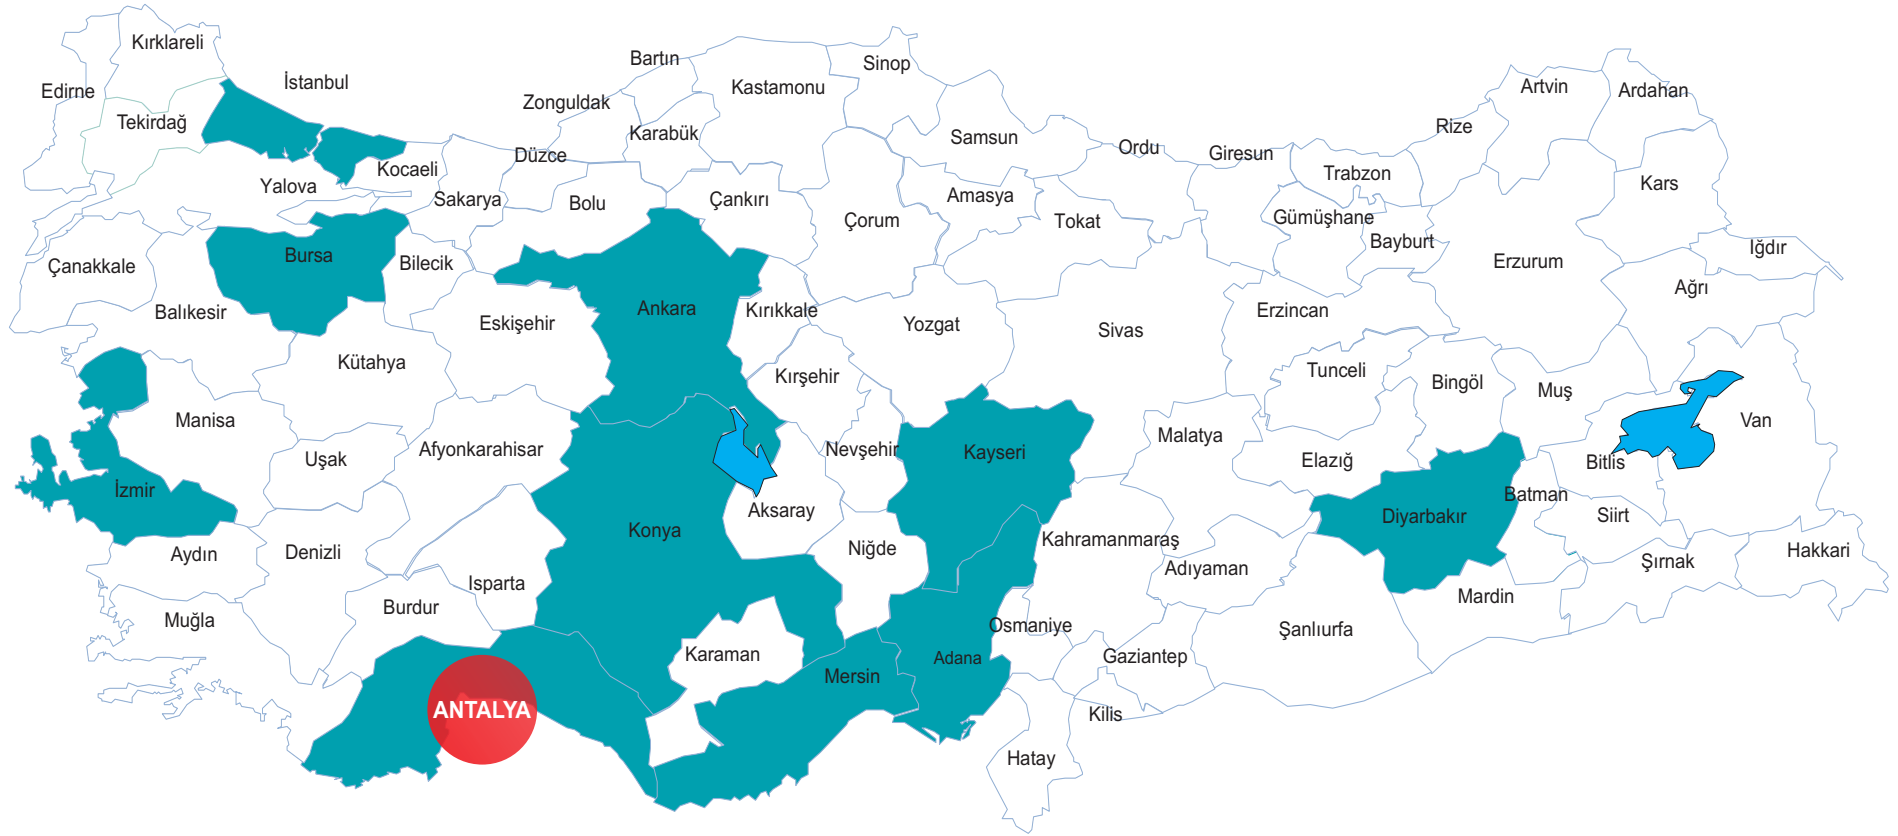 Kırklareli
Edirne
İstanbul
Tekirdağ
Kocaeli
Yalova
Sakarya
Düzce
Zonguldak
Bartın
Karabük
Kastamonu
Sinop
Samsun
Ordu
Giresun
Trabzon
Rize
Artvin
Ardahan
Kars
Iğdır
Ağrı
Erzurum
Bayburt
Gümüşhane
Tokat
Amasya
Çorum
Çankırı
Bolu
Bilecik
Bursa
Çanakkale
Balıkesir
Kütahya
Eskişehir
Ankara
Kırıkkale
Yozgat
Sivas
Erzincan
Tunceli
Bingöl
Muş
Van
Bitlis
Batman
Siirt
Hakkari
Şırnak
Mardin
Diyarbakır
Elazığ
Malatya
Kayseri
Nevşehir
Kırşehir
Aksaray
Konya
Afyonkarahisar
Uşak
Manisa
İzmir
Aydın
Denizli
Muğla
Burdur
Isparta
ANTALYA
Karaman
Mersin
Niğde
Adana
Osmaniye
Kahramanmaraş
Adıyaman
Şanlıurfa
Gaziantep
Kilis
Hatay